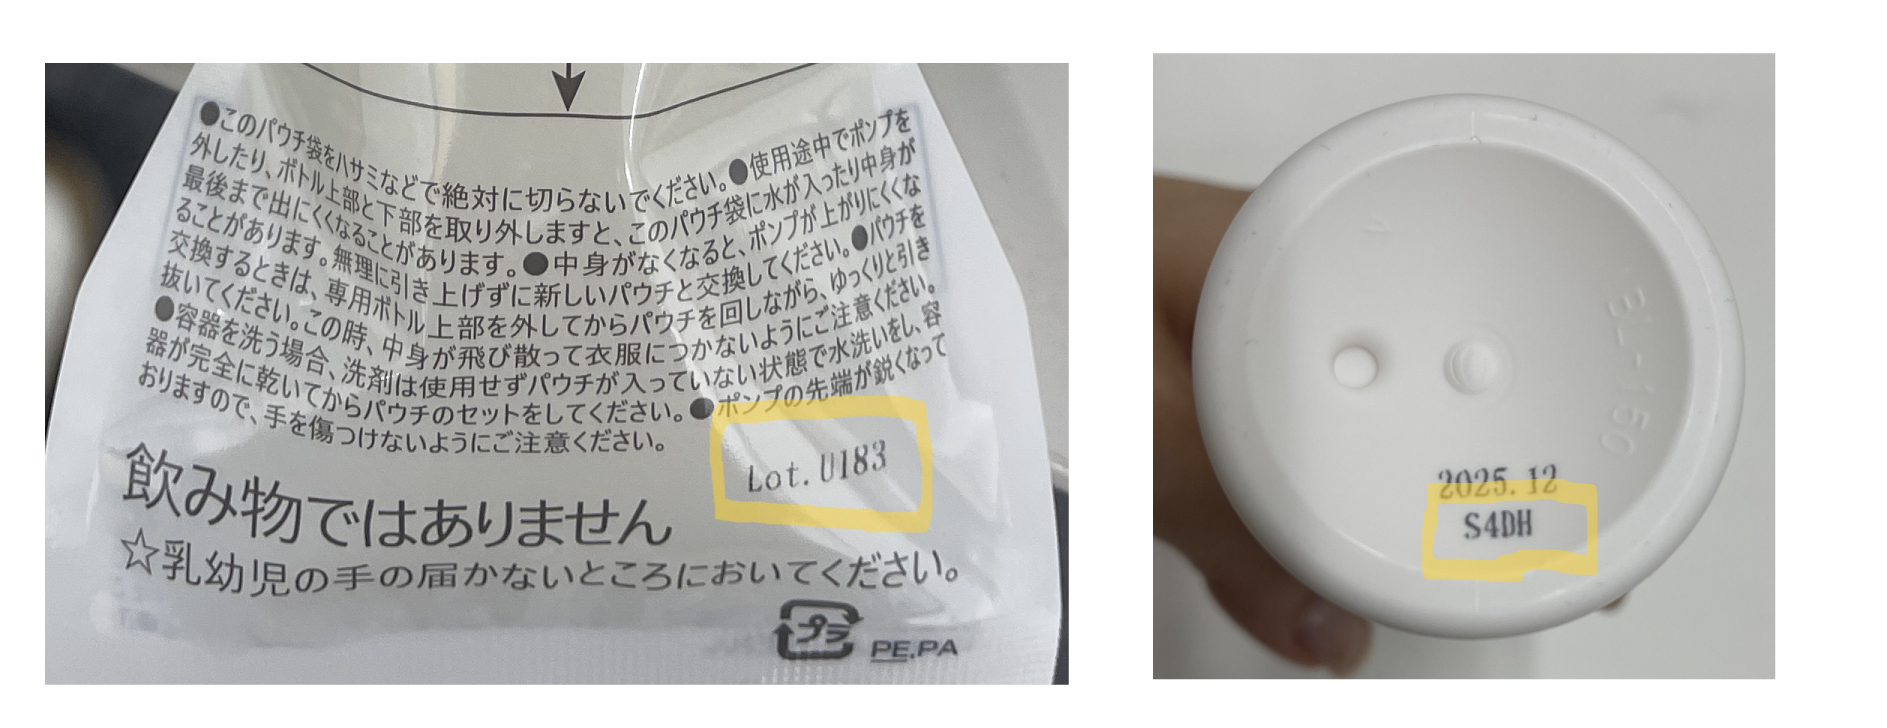 ●このパウチ袋をハサミなどで絶対に切らないでください。●使用途中でポンプを
外したり、ボトル上部と下部を取り外しますと、このパウチ袋に水が入ったり中身が
最後まで出にくくなることがあります。●中身がなくなると、ポンプが上がりにくくな
ることがあります。無理に引き上げずに新しいパウチと交換してください。●パウチを
交換するときは、専用ボトル上部を外してからパウチを回しながら、ゆっくりと引き
抜いてください。この時、中身が飛び散って衣服につかないようにご注意ください。
●容器を洗う場合、洗剤は使用せずパウチが入っていない状態で水洗いをし、容
器が完全に乾いてからパウチのセットをしてください。●ポンプの先端が鋭くなって
おりますので、手を傷つけないようにご注意ください。
Lot.U183
飲み物ではありません
☆乳幼児の手の届かないところにおいてください。
プラ
PE,PA
BL-150
2025.12
S4DH